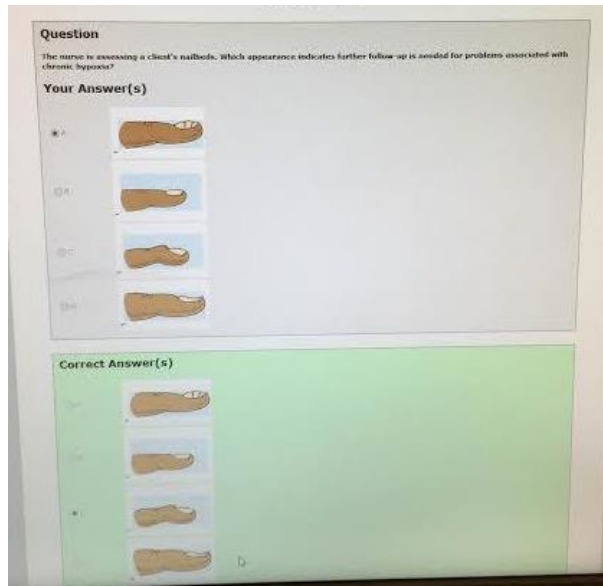 Question
The nurse is assessing a client's nailbeds. Which appearance indicates further follow-up is needed for problems associated with
chronic hypoxia?
Your Answer(s)
A
B
C
Correct Answer(s)